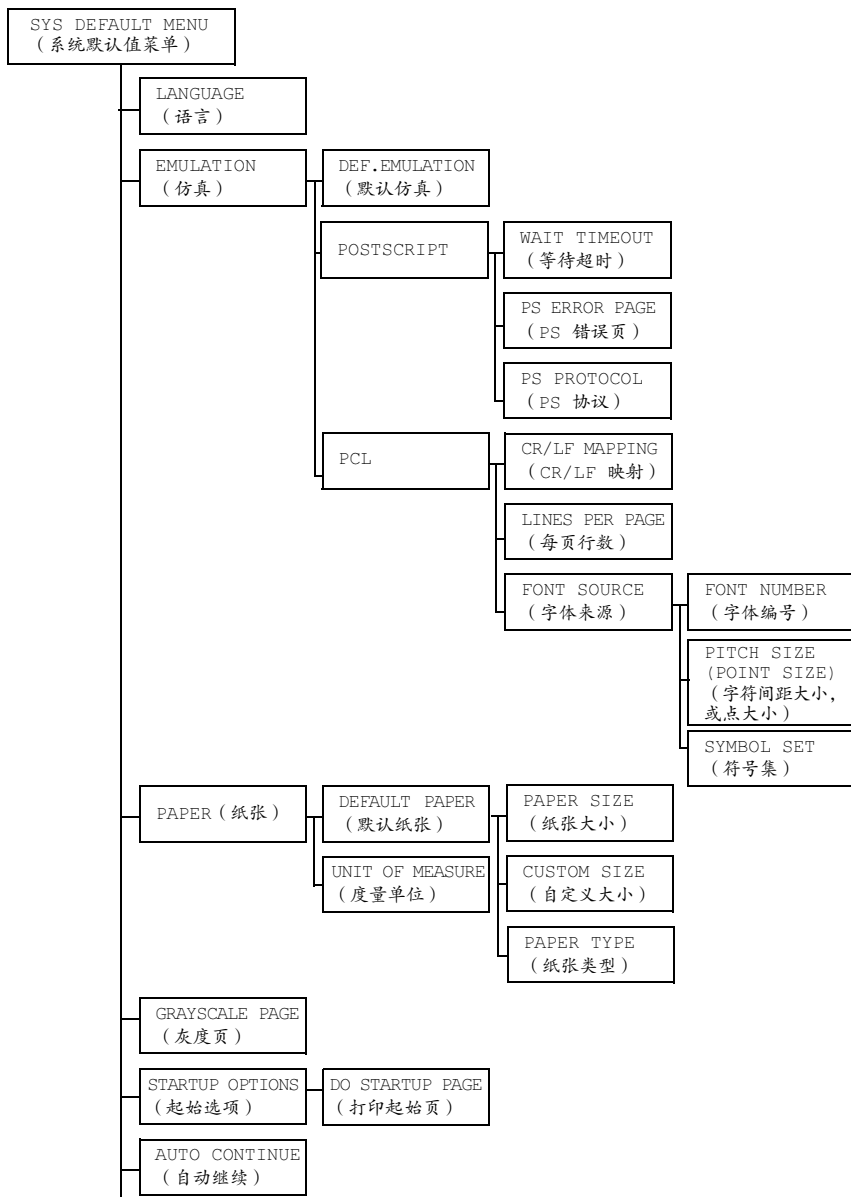 SYS DEFAULT MENU
（系统默认值菜单）
LANGUAGE
（语言）
EMULATION
（仿真）
DEF.EMULATION
（默认仿真）
POSTSCRIPT
WAIT TIMEOUT
（等待超时）
PS ERROR PAGE
（PS 错误页）
PS PROTOCOL
（PS 协议）
PCL
CR/LF MAPPING
（CR/LF 映射）
LINES PER PAGE
（每页行数）
FONT SOURCE
（字体来源）
FONT NUMBER
（字体编号）
PITCH SIZE
(POINT SIZE)
（字符间距大小，
或点大小）
SYMBOL SET
（符号集）
PAPER（纸张）
DEFAULT PAPER
（默认纸张）
PAPER SIZE
（纸张大小）
UNIT OF MEASURE
（度量单位）
CUSTOM SIZE
（自定义大小）
PAPER TYPE
（纸张类型）
GRAYSCALE PAGE
（灰度页）
STARTUP OPTIONS
（起始选项）
DO STARTUP PAGE
（打印起始页）
AUTO CONTINUE
（自动继续）